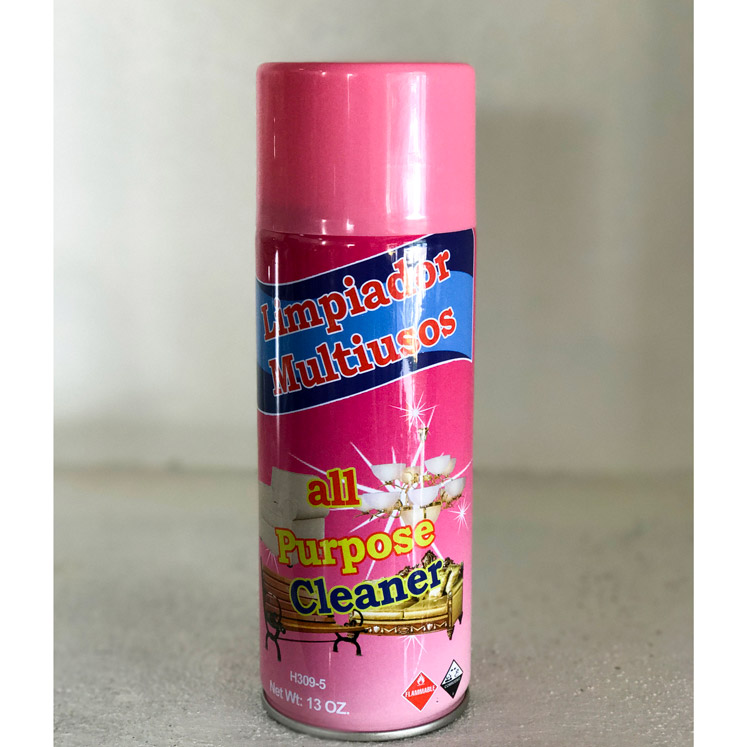 Limpiador
Multiusos
all
Purpose
Cleaner
H309-5
Net Wt: 13 OZ.
FLAMMABLE